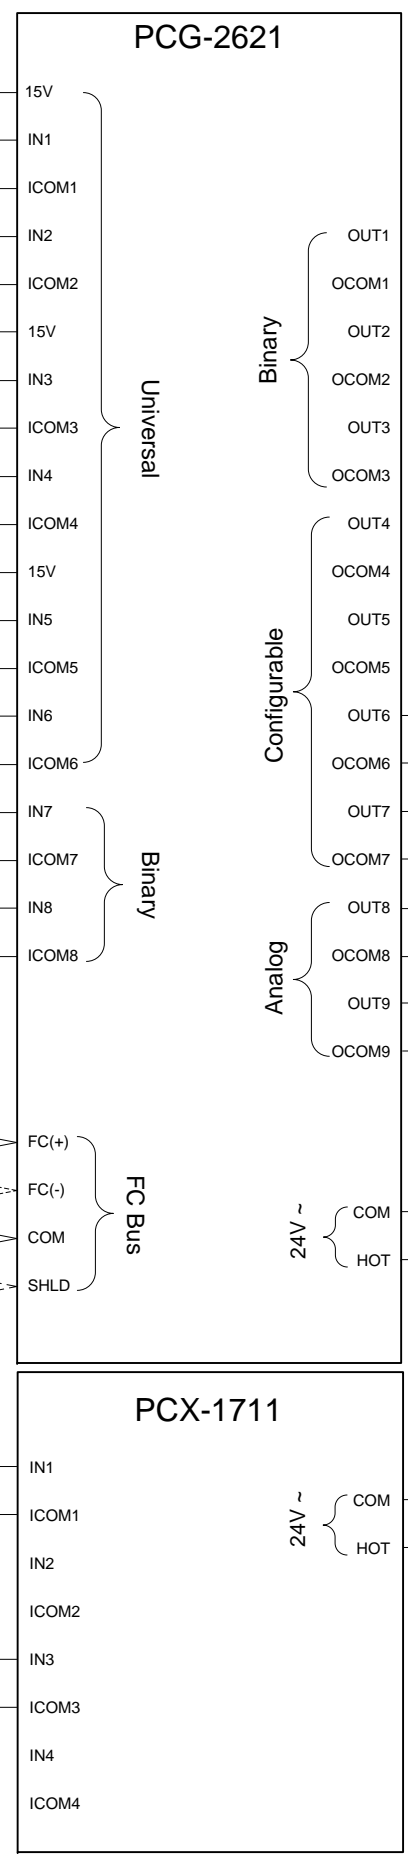 PCG-2621
15V
IN1
ICOM1
IN2
ICOM2
15V
IN3
ICOM3
IN4
ICOM4
15V
IN5
ICOM5
IN6
ICOM6
Universal
IN7
ICOM7
IN8
ICOM8
Binary
FC(+)
FC(-)
COM
SHLD
FC Bus
Binary
OUT1
OCOM1
OUT2
OCOM2
OUT3
OCOM3
Configurable
OUT4
OCOM4
OUT5
OCOM5
OUT6
OCOM6
OUT7
OCOM7
Analog
OUT8
OCOM8
OUT9
OCOM9
24V ~
COM
HOT
PCX-1711
IN1
ICOM1
IN2
ICOM2
IN3
ICOM3
IN4
ICOM4
24V ~
COM
HOT